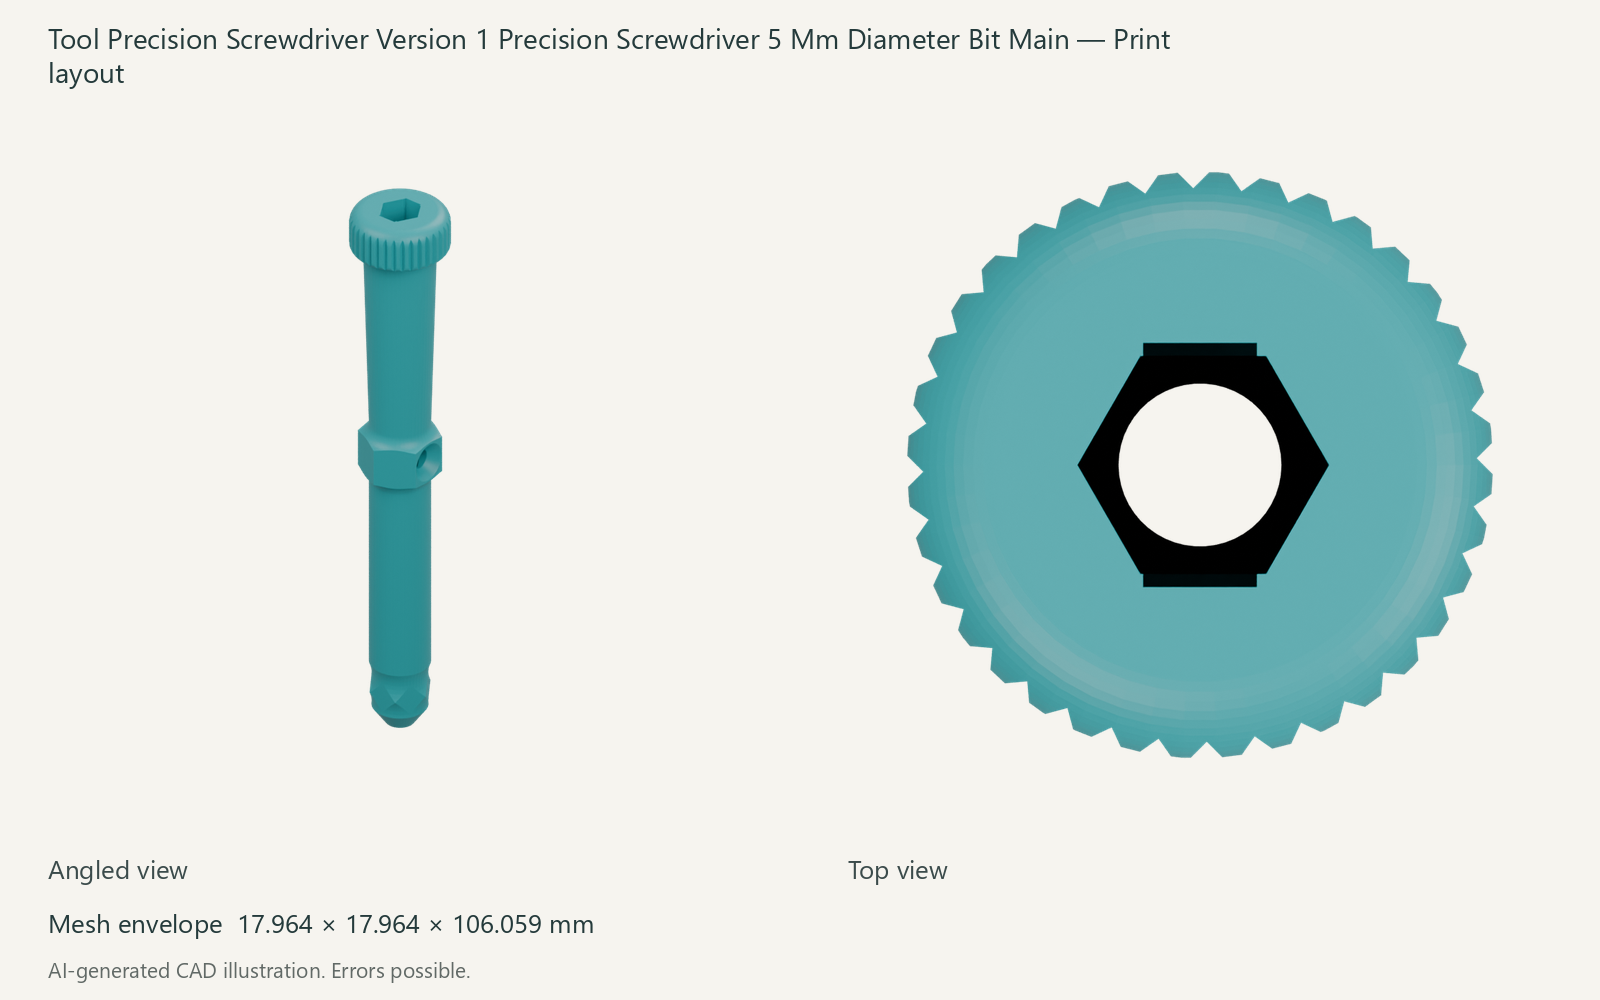 Tool Precision Screwdriver Version 1 Precision Screwdriver 5 Mm Diameter Bit Main — Print
layout
Angled view
Top view
Mesh envelope 17.964 × 17.964 × 106.059 mm
AI-generated CAD illustration. Errors possible.